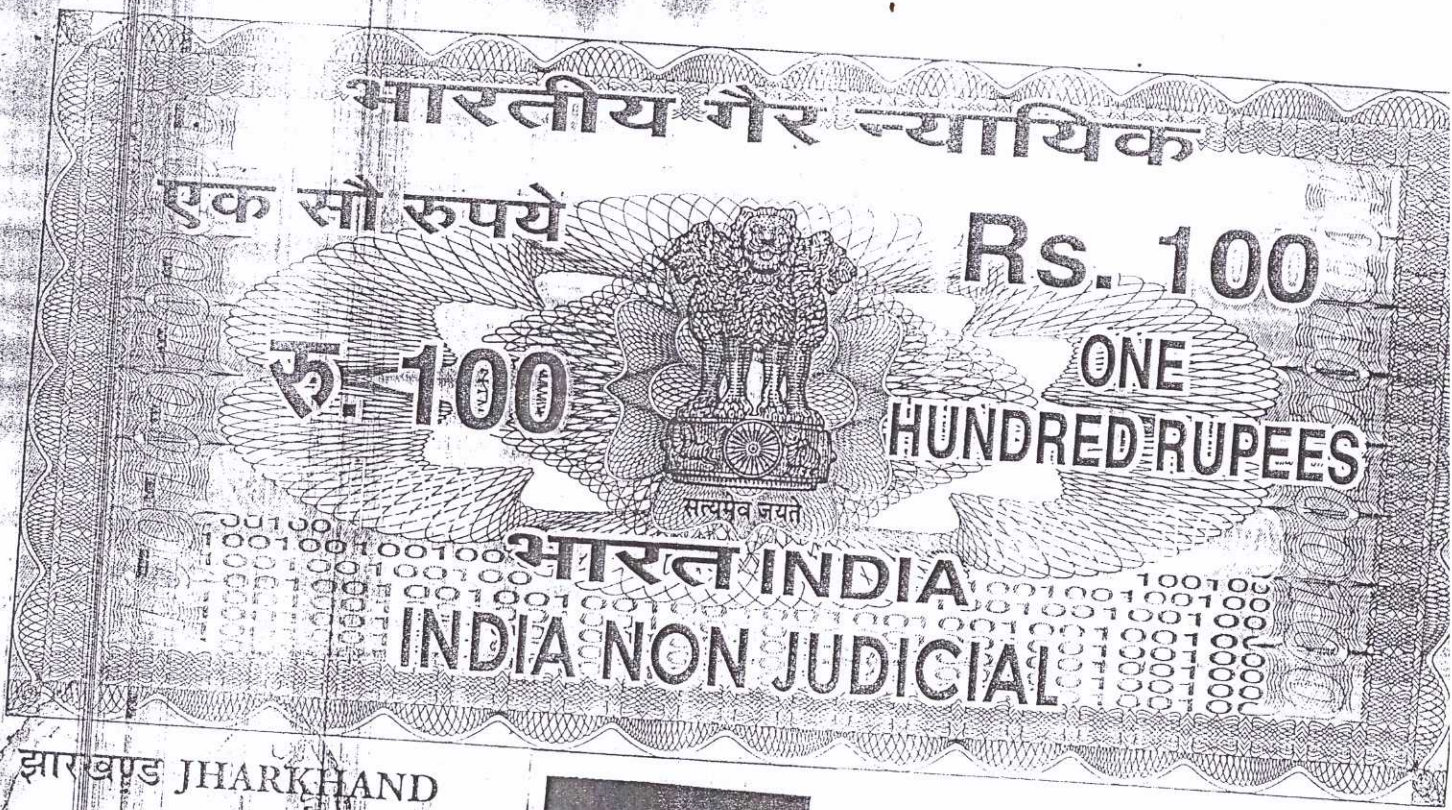 भारतीय गैर न्यायिक
एक सौ रुपये
Rs. 100
रु. 100
ONE
HUNDRED RUPEES
सत्यमेव जयते
भारत INDIA
INDIA NON JUDICIAL
झारखण्ड JHARKHAND